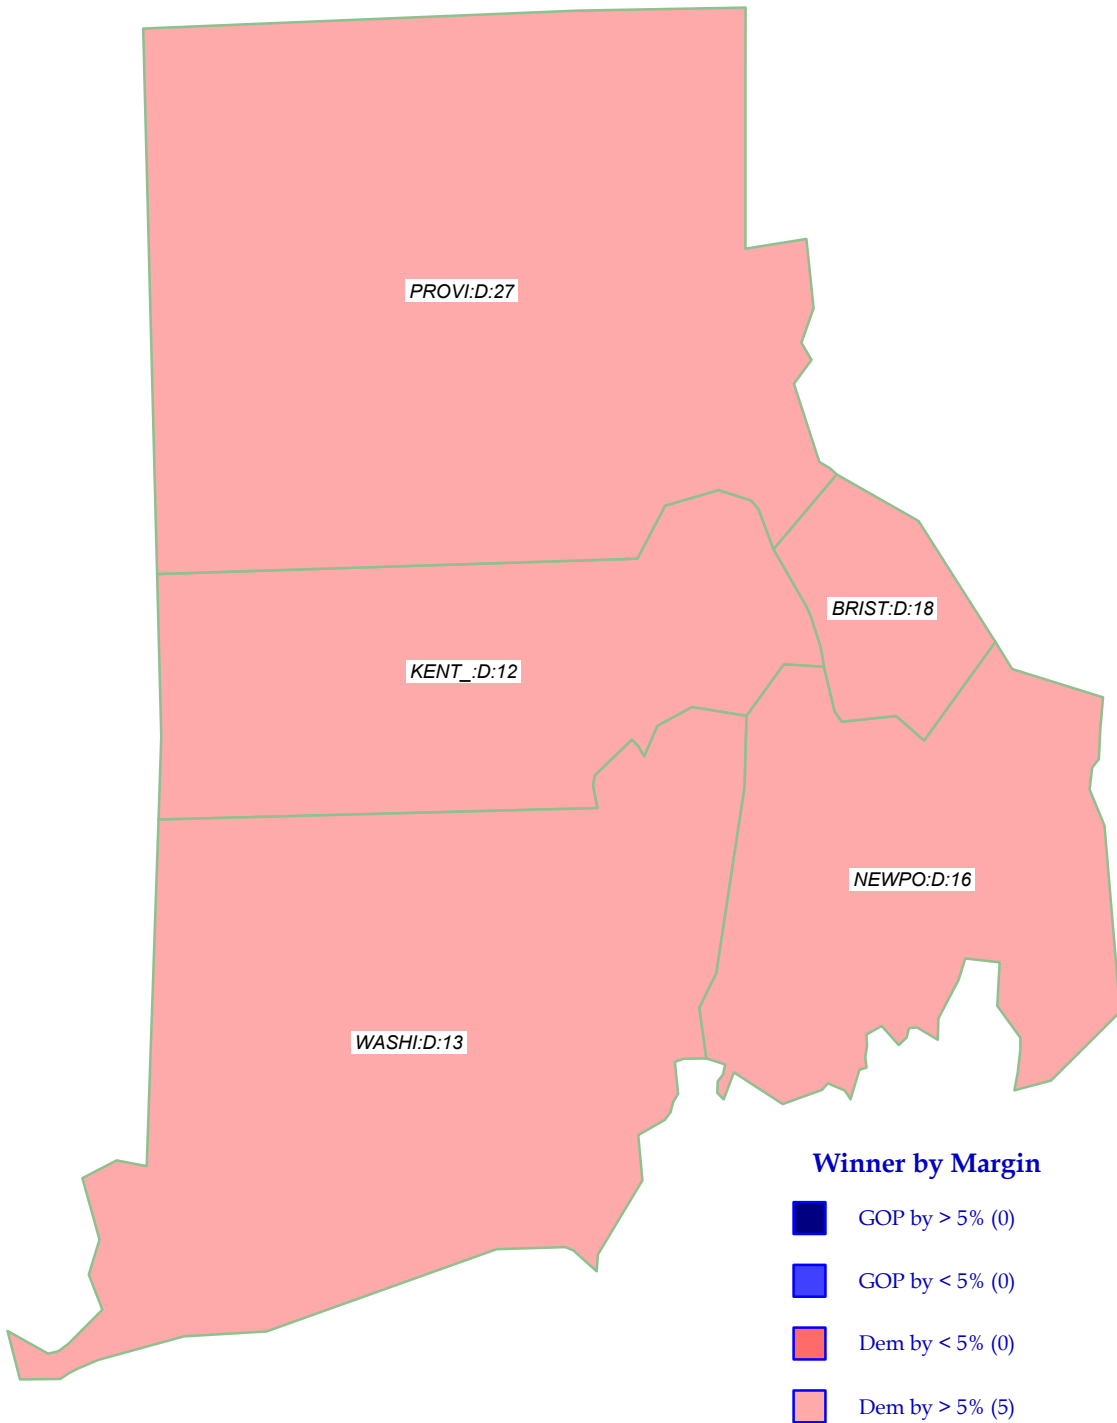 PROVI:D:27
BRIST:D:18
KENT_:D:12
NEWPO:D:16
WASHI:D:13
Winner by Margin
GOP by > 5% (0)
GOP by < 5% (0)
Dem by < 5% (0)
Dem by > 5% (5)